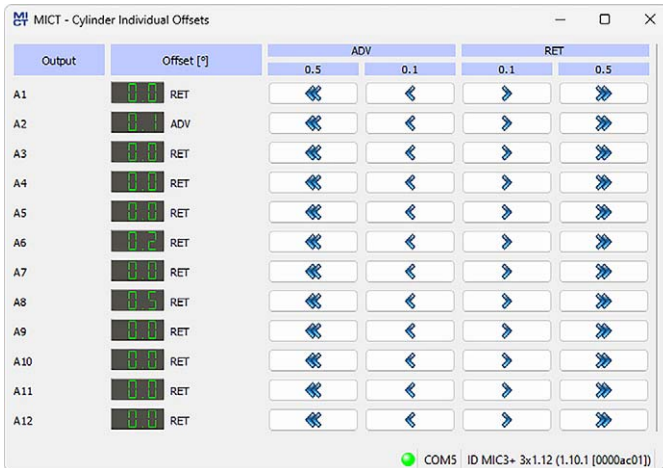 MICT MICT - Cylinder Individual Offsets
Output Offset [°] ADV RET
0.5 0.1 0.1 0.5
A1 0.0 RET
A2 0.1 ADV
A3 0.0 RET
A4 0.0 RET
A5 0.0 RET
A6 0.2 RET
A7 0.0 RET
A8 0.5 RET
A9 0.0 RET
A10 0.0 RET
A11 0.0 RET
A12 0.0 RET
COM5 ID MIC3+ 3x1.12 (1.10.1 [0000ac01])